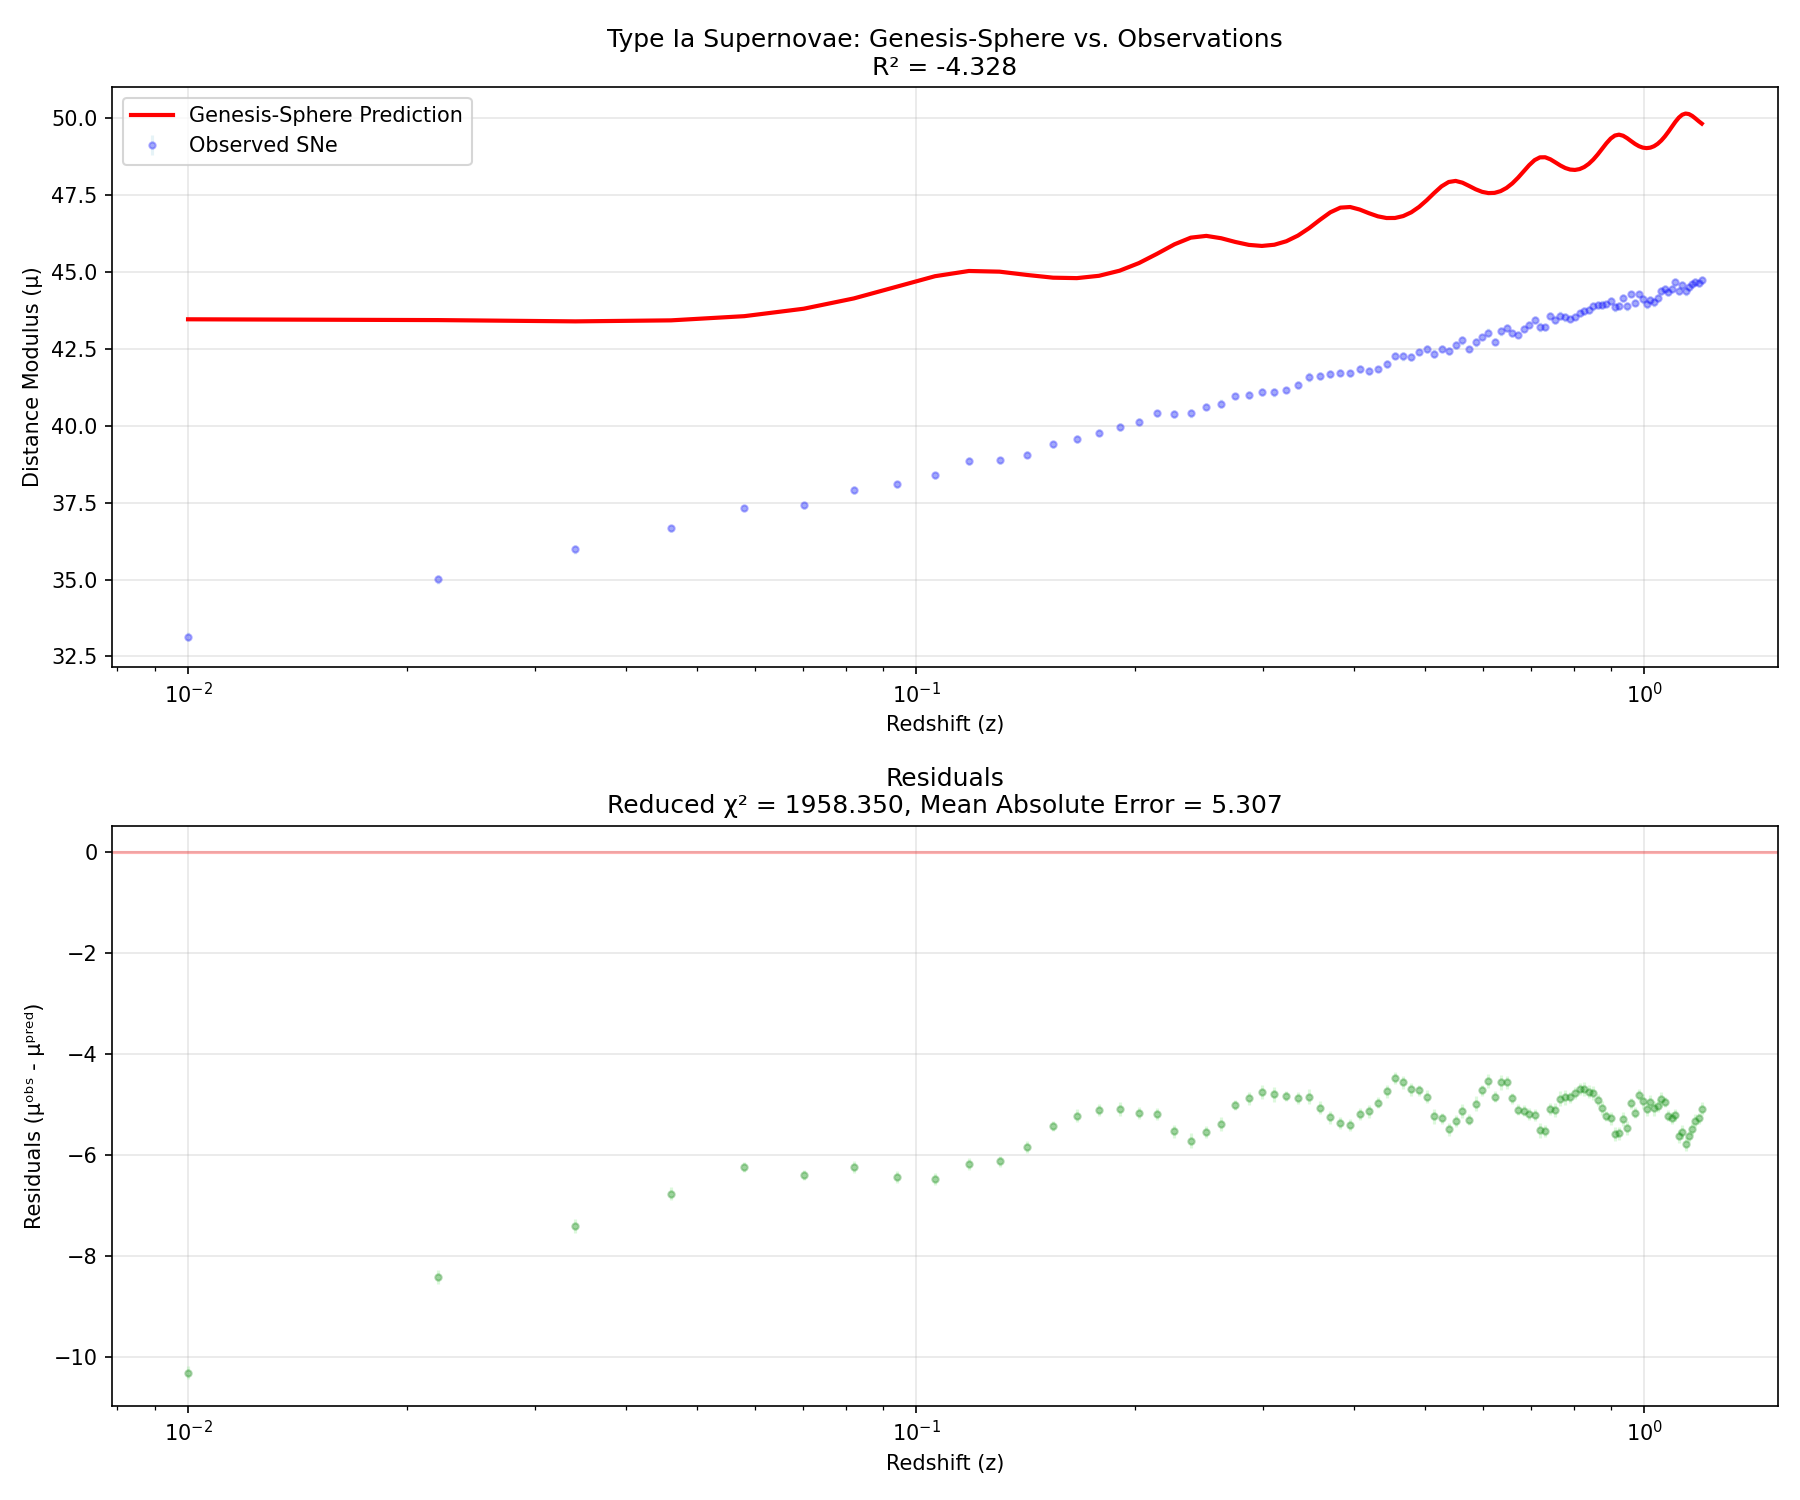 Type Ia Supernovae: Genesis-Sphere vs. Observations
R² = -4.328
Genesis-Sphere Prediction
Observed SNe
Distance Modulus (μ)
50.0
47.5
45.0
42.5
40.0
37.5
35.0
32.5
10⁻²
10⁻¹
10⁰
Redshift (z)
Residuals
Reduced χ² = 1958.350, Mean Absolute Error = 5.307
Residuals (μᵒᵇˢ - μᵖʳᵉᵈ)
0
−2
−4
−6
−8
−10
10⁻²
10⁻¹
10⁰
Redshift (z)